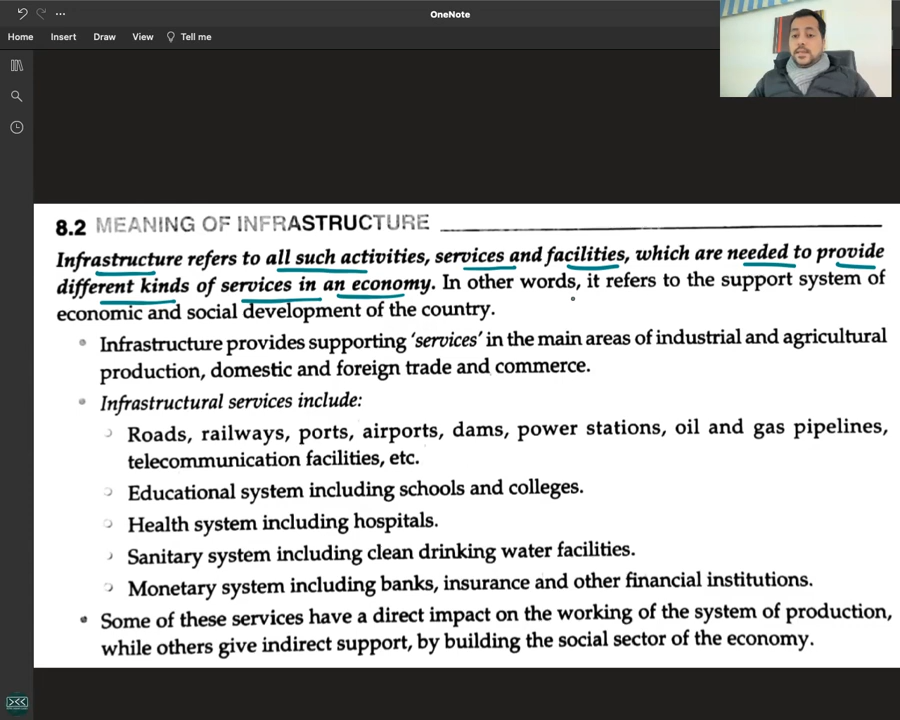 OneNote
Home Insert Draw View Tell me
8.2 MEANING OF INFRASTRUCTURE
Infrastructure refers to all such activities, services and facilities, which are needed to provide
different kinds of services in an economy. In other words, it refers to the support system of
economic and social development of the country.
• Infrastructure provides supporting 'services' in the main areas of industrial and agricultural
production, domestic and foreign trade and commerce.
• Infrastructural services include:
Roads, railways, ports, airports, dams, power stations, oil and gas pipelines,
telecommunication facilities, etc.
Educational system including schools and colleges.
Health system including hospitals.
Sanitary system including clean drinking water facilities.
Monetary system including banks, insurance and other financial institutions.
• Some of these services have a direct impact on the working of the system of production,
while others give indirect support, by building the social sector of the economy.